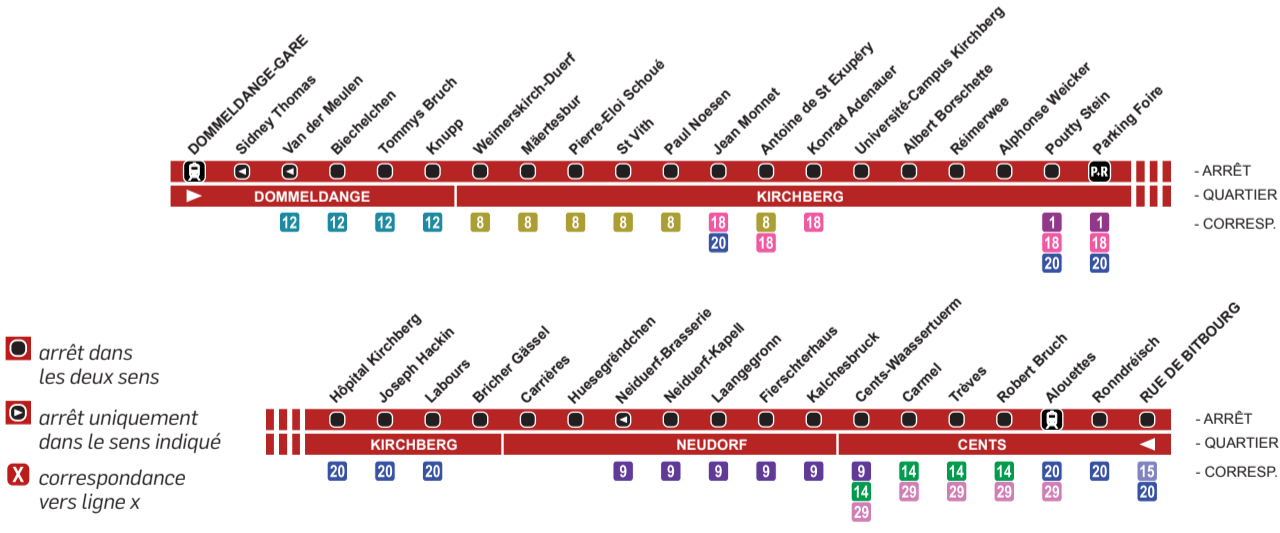 DOMMELDANGE-GARE
Sidney Thomas
Van der Meulen
Biechelchen
Tommys Bruch
Knupp
Weimerskirch-Duerf
Mäertesbur
Pierre-Eloi Schoué
St Vith
Paul Noesen
Jean Monnet
Antoine de St Exupéry
Konrad Adenauer
Université-Campus Kirchberg
Albert Borschette
Réimerwee
Alphonse Weicker
Poutty Stein
Parking Foire
P+R - ARRÊT
DOMMELDANGE KIRCHBERG - QUARTIER
12 12 12 12 8 8 8 8 8 18 8 18 1 1 - CORRESP.
20 18 18 18
20 20
Hôpital Kirchberg
Joseph Hackin
Labours
Bricher Gässel
Carrières
Huesegrëndchen
Neiduerf-Brasserie
Neiduerf-Kapell
Laangegronn
Fierschterhaus
Kalchesbruck
Cents-Waassertuerm
Carmel
Trèves
Robert Bruch
Alouettes
Ronndréisch
RUE DE BITBOURG
- ARRÊT
KIRCHBERG NEUDORF CENTS - QUARTIER
20 20 20 9 9 9 9 9 9 14 14 14 20 20 15 - CORRESP.
14 29 29 29 29 20
29
arrêt dans
les deux sens
arrêt uniquement
dans le sens indiqué
X correspondance
vers ligne x